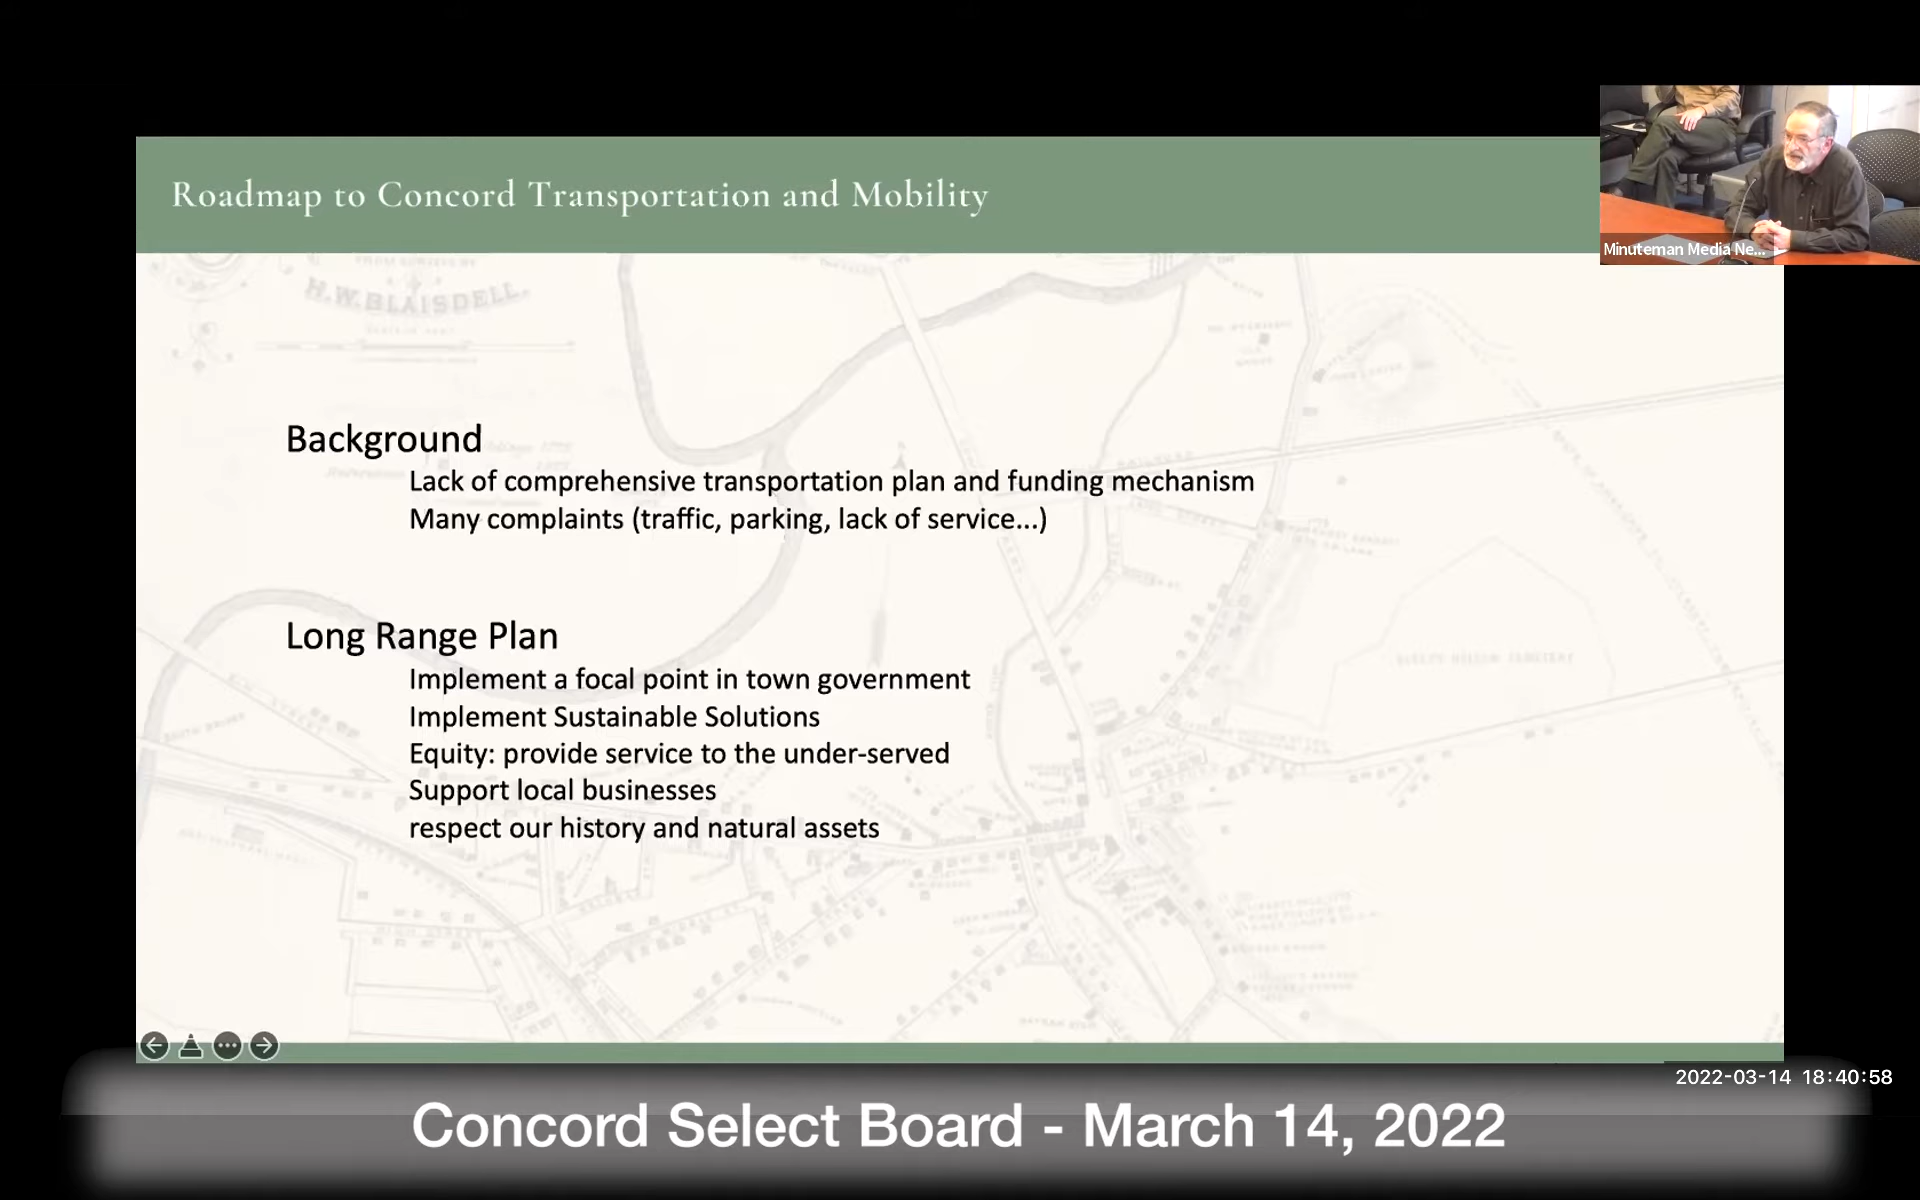 Roadmap to Concord Transportation and Mobility
Minuteman Media Ne...
H.W.BLAISDELL.
Background
Lack of comprehensive transportation plan and funding mechanism
Many complaints (traffic, parking, lack of service...)
Long Range Plan
Implement a focal point in town government
Implement Sustainable Solutions
Equity: provide service to the under-served
Support local businesses
respect our history and natural assets
SLEEPY HOLLOW CEMETERY
2022-03-14 18:40:58
Concord Select Board - March 14, 2022